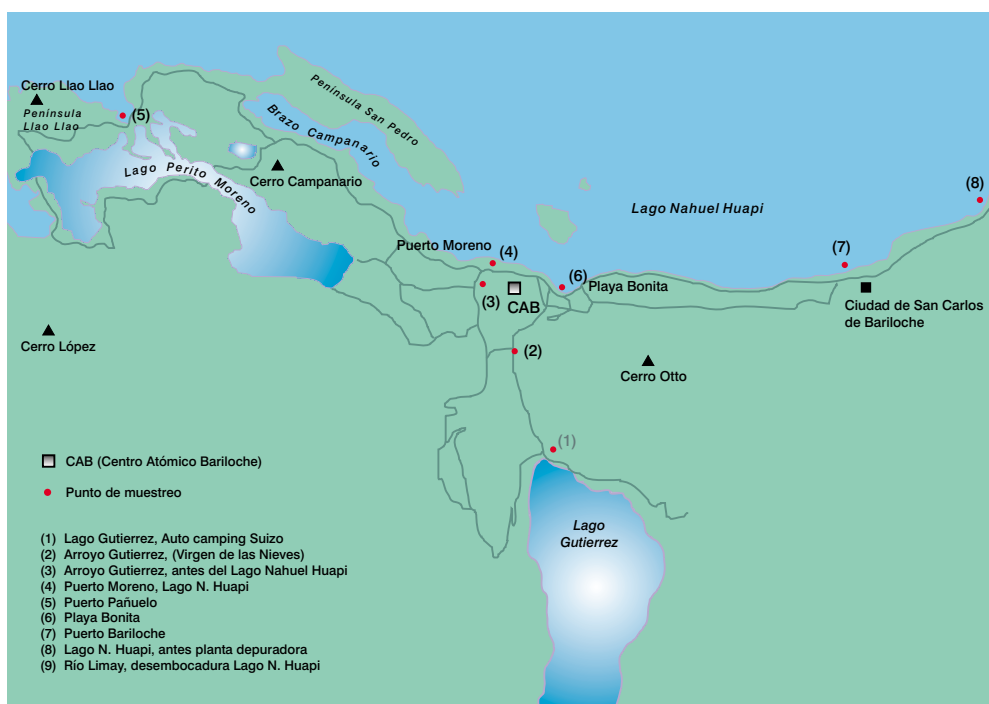 Cerro Llao Llao
Península
Llao Llao
(5)
Península San Pedro
Brazo Campanario
Lago Perito Moreno
Cerro Campanario
Lago Nahuel Huapi
(8)
Puerto Moreno
(4)
(7)
(6)
Playa Bonita
(3)
CAB
Ciudad de San Carlos
de Bariloche
Cerro López
(2)
Cerro Otto
(1)
CAB (Centro Atómico Bariloche)
Punto de muestreo
Lago
Gutierrez
(1) Lago Gutierrez, Auto camping Suizo
(2) Arroyo Gutierrez, (Virgen de las Nieves)
(3) Arroyo Gutierrez, antes del Lago Nahuel Huapi
(4) Puerto Moreno, Lago N. Huapi
(5) Puerto Pañuelo
(6) Playa Bonita
(7) Puerto Bariloche
(8) Lago N. Huapi, antes planta depuradora
(9) Río Limay, desembocadura Lago N. Huapi